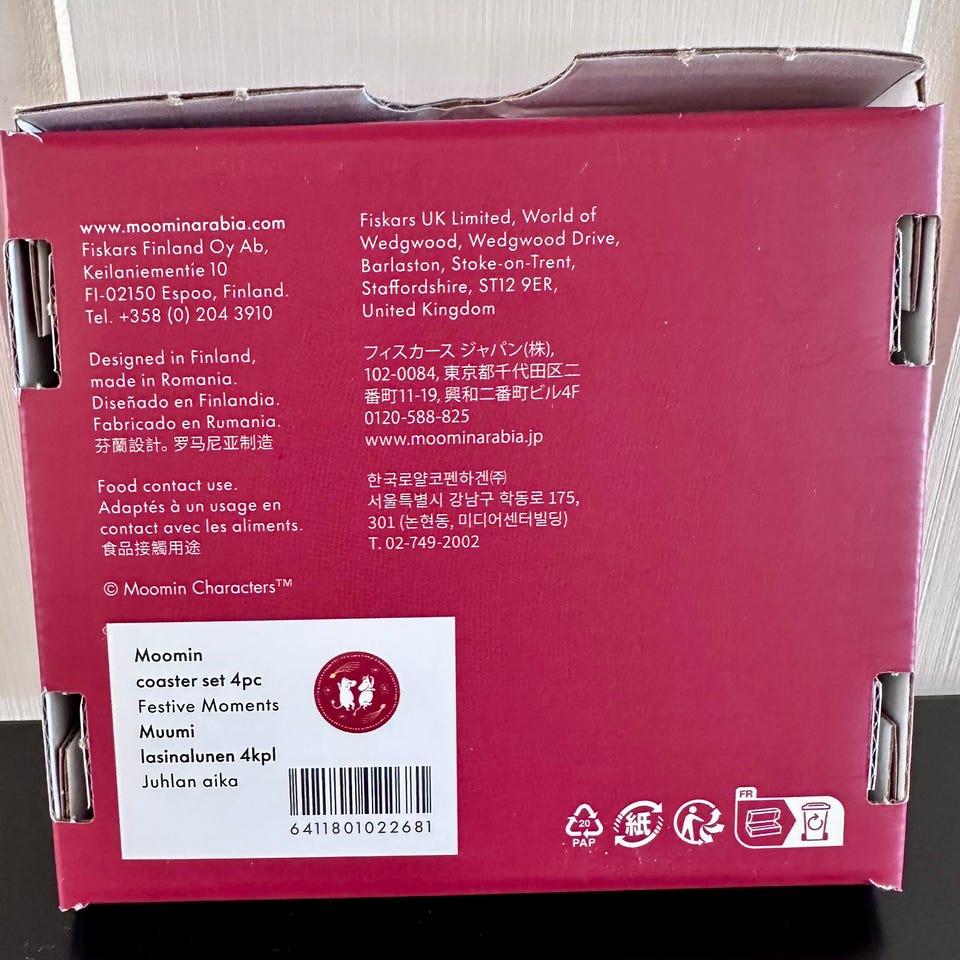 www.moominarabia.com
Fiskars Finland Oy Ab,
Keilaniementie 10
FI-02150 Espoo, Finland.
Tel. +358 (0) 204 3910
Designed in Finland,
made in Romania.
Diseñado en Finlandia.
Fabricado en Rumania.
芬蘭設計。罗马尼亚制造
Food contact use.
Adaptés à un usage en
contact avec les aliments.
食品接觸用途
© Moomin Characters™
Fiskars UK Limited, World of
Wedgwood, Wedgwood Drive,
Barlaston, Stoke-on-Trent,
Staffordshire, ST12 9ER,
United Kingdom
フィスカース ジャパン(株),
102-0084, 東京都千代田区二
番町11-19, 興和二番町ビル4F
0120-588-825
www.moominarabia.jp
한국로얄코펜하겐㈜
서울특별시 강남구 학동로 175,
301 (논현동, 미디어센터빌딩)
T. 02-749-2002
Moomin
coaster set 4pc
Festive Moments
Muumi
lasinalunen 4kpl
Juhlan aika
6411801022681
20
PAP
紙
FR